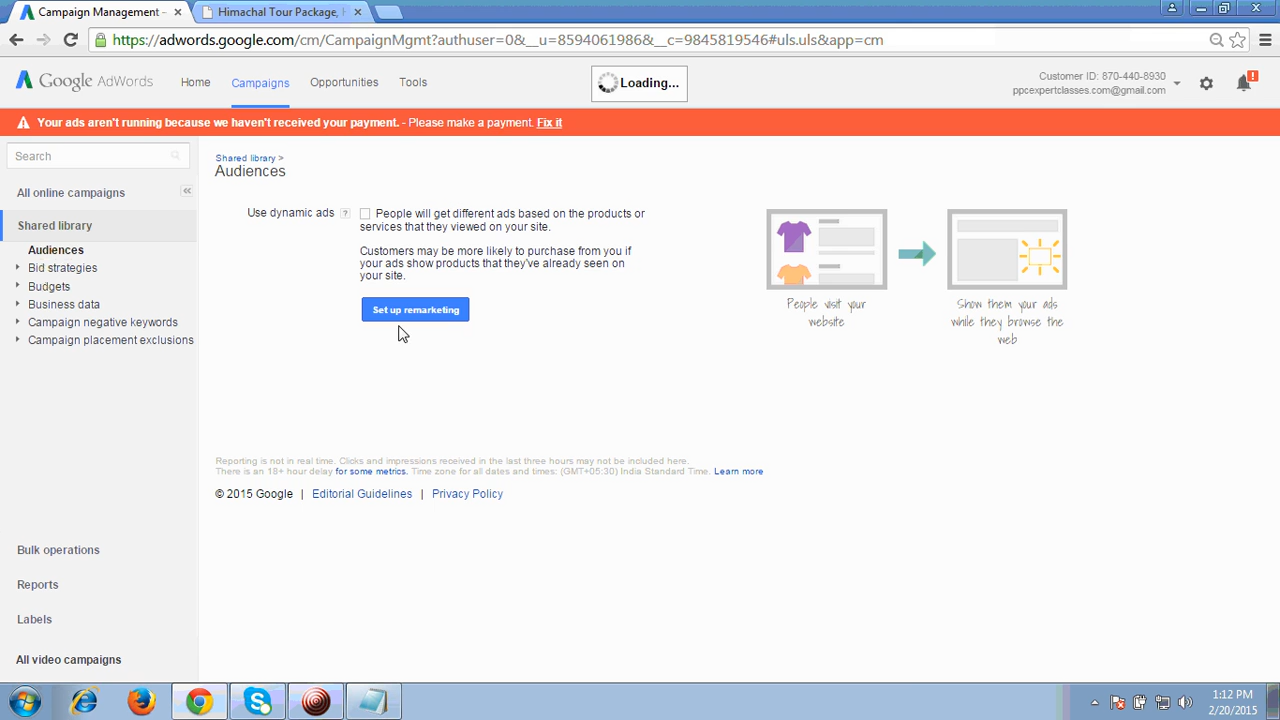 Campaign Management -
Himachal Tour Package, H
https://adwords.google.com/cm/CampaignMgmt?authuser=0&__u=8594061986&__c=9845819546#uls.uls&app=cm
Google AdWords
Home
Campaigns
Opportunities
Tools
Loading...
Customer ID: 870-440-8930
ppcexpertclasses.com@gmail.com
Your ads aren't running because we haven't received your payment. - Please make a payment. Fix it
Search
All online campaigns
Shared library
Audiences
Bid strategies
Budgets
Business data
Campaign negative keywords
Campaign placement exclusions
Bulk operations
Reports
Labels
All video campaigns
Shared library >
Audiences
Use dynamic ads ?
People will get different ads based on the products or
services that they viewed on your site.
Customers may be more likely to purchase from you if
your ads show products that they've already seen on
your site.
Set up remarketing
People visit your
website
Show them your ads
while they browse the
web
Reporting is not in real time. Clicks and impressions received in the last three hours may not be included here.
There is an 18+ hour delay for some metrics. Time zone for all dates and times: (GMT+05:30) India Standard Time. Learn more
© 2015 Google | Editorial Guidelines | Privacy Policy
1:12 PM
2/20/2015